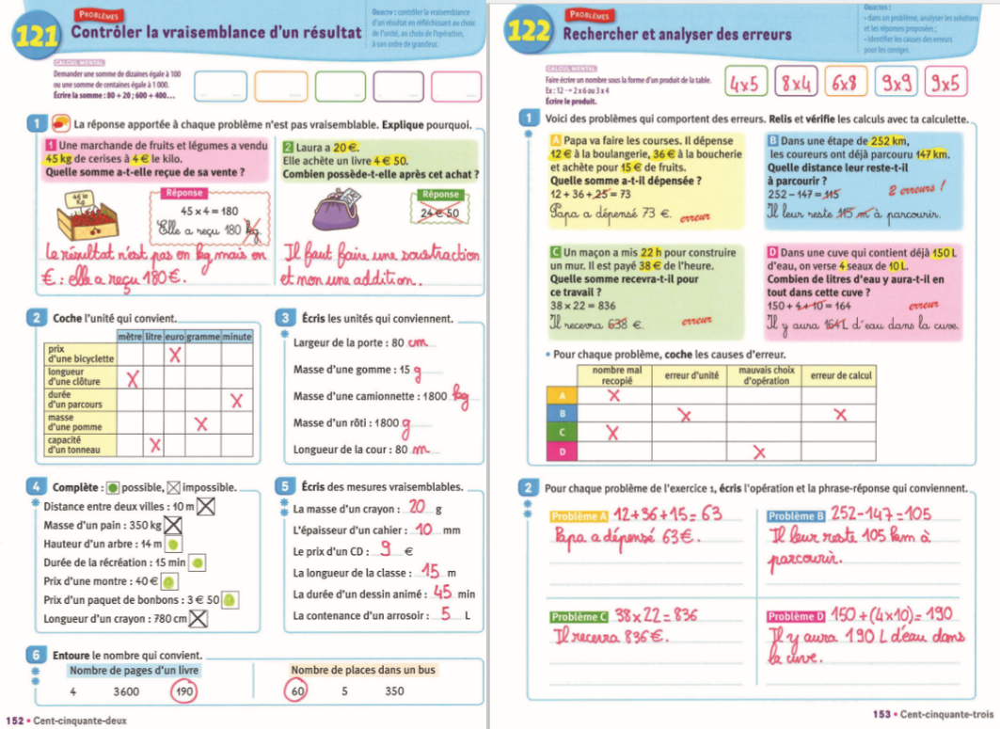 121
PROBLÈMES
Contrôler la vraisemblance d'un résultat
OBJECTIF : contrôler la vraisemblance
d'un résultat en réfléchissant au choix
de l'unité, au choix de l'opération,
à son ordre de grandeur.
CALCUL MENTAL
Demander une somme de dizaines égale à 100
ou une somme de centaines égale à 1 000.
Écrire la somme : 80 + 20 ; 600 + 400...
1 La réponse apportée à chaque problème n'est pas vraisemblable. Explique pourquoi.
1 Une marchande de fruits et légumes a vendu
45 kg de cerises à 4 € le kilo.
Quelle somme a-t-elle reçue de sa vente ?
4€ le
Kg
Réponse
45 x 4 = 180
Elle a reçu 180 kg.
Le résultat n'est pas en kg mais en
€ : elle a reçu 180 €.
2 Laura a 20 €.
Elle achète un livre 4 € 50.
Combien possède-t-elle après cet achat ?
Réponse
24 € 50
Il faut faire une soustraction
et non une addition.
2 Coche l'unité qui convient.
mètre litre euro gramme minute
prix
d'une bicyclette X
longueur
d'une clôture X
durée
d'un parcours X
masse
d'une pomme X
capacité
d'un tonneau X
3 Écris les unités qui conviennent.
Largeur de la porte : 80 cm
Masse d'une gomme : 15 g
Masse d'une camionnette : 1800 kg
Masse d'un rôti : 1800 g
Longueur de la cour : 80 m
4 Complète : possible, impossible.
Distance entre deux villes : 10 m
Masse d'un pain : 350 kg
Hauteur d'un arbre : 14 m
Durée de la récréation : 15 min
Prix d'une montre : 40 €
Prix d'un paquet de bonbons : 3 € 50
Longueur d'un crayon : 780 cm
5 Écris des mesures vraisemblables.
La masse d'un crayon : 20 g
L'épaisseur d'un cahier : 10 mm
Le prix d'un CD : 9 €
La longueur de la classe : 15 m
La durée d'un dessin animé : 45 min
La contenance d'un arrosoir : 5 L
6 Entoure le nombre qui convient.
Nombre de pages d'un livre
4 3600 190
Nombre de places dans un bus
60 5 350
152 • Cent-cinquante-deux
122
PROBLÈMES
Rechercher et analyser des erreurs
OBJECTIFS :
• dans un problème, analyser les solutions
et les réponses proposées ;
• identifier les causes des erreurs
pour les corriger.
CALCUL MENTAL
Faire écrire un nombre sous la forme d'un produit de la table.
Ex : 12 → 2 x 6 ou 3 x 4
Écrire le produit.
4x5 8x4 6x8 9x9 9x5
1 Voici des problèmes qui comportent des erreurs. Relis et vérifie les calculs avec ta calculette.
A Papa va faire les courses. Il dépense
12 € à la boulangerie, 36 € à la boucherie
et achète pour 15 € de fruits.
Quelle somme a-t-il dépensée ?
12 + 36 + 25 = 73
Papa a dépensé 73 €. erreur
B Dans une étape de 252 km,
les coureurs ont déjà parcouru 147 km.
Quelle distance leur reste-t-il
à parcourir ?
252 – 147 = 115 2 erreurs !
Il leur reste 115 m à parcourir.
C Un maçon a mis 22 h pour construire
un mur. Il est payé 38 € de l'heure.
Quelle somme recevra-t-il pour
ce travail ?
38 x 22 = 836
Il recevra 638 €. erreur
D Dans une cuve qui contient déjà 150 L
d'eau, on verse 4 seaux de 10 L.
Combien de litres d'eau y aura-t-il en
tout dans cette cuve ?
150 + 4 + 10 = 164 erreur
Il y aura 164 L d'eau dans la cuve.
• Pour chaque problème, coche les causes d'erreur.
nombre mal
recopié erreur d'unité mauvais choix
d'opération erreur de calcul
A X
B X X
C X
D X
2 Pour chaque problème de l'exercice 1, écris l'opération et la phrase-réponse qui conviennent.
Problème A 12+36+15=63
Papa a dépensé 63 €.
Problème B 252-147=105
Il leur reste 105 km à
parcourir.
Problème C 38 x 22 = 836
Il recevra 836 €.
Problème D 150 + (4x10) = 190
Il y aura 190 L d'eau dans
la cuve.
153 • Cent-cinquante-trois